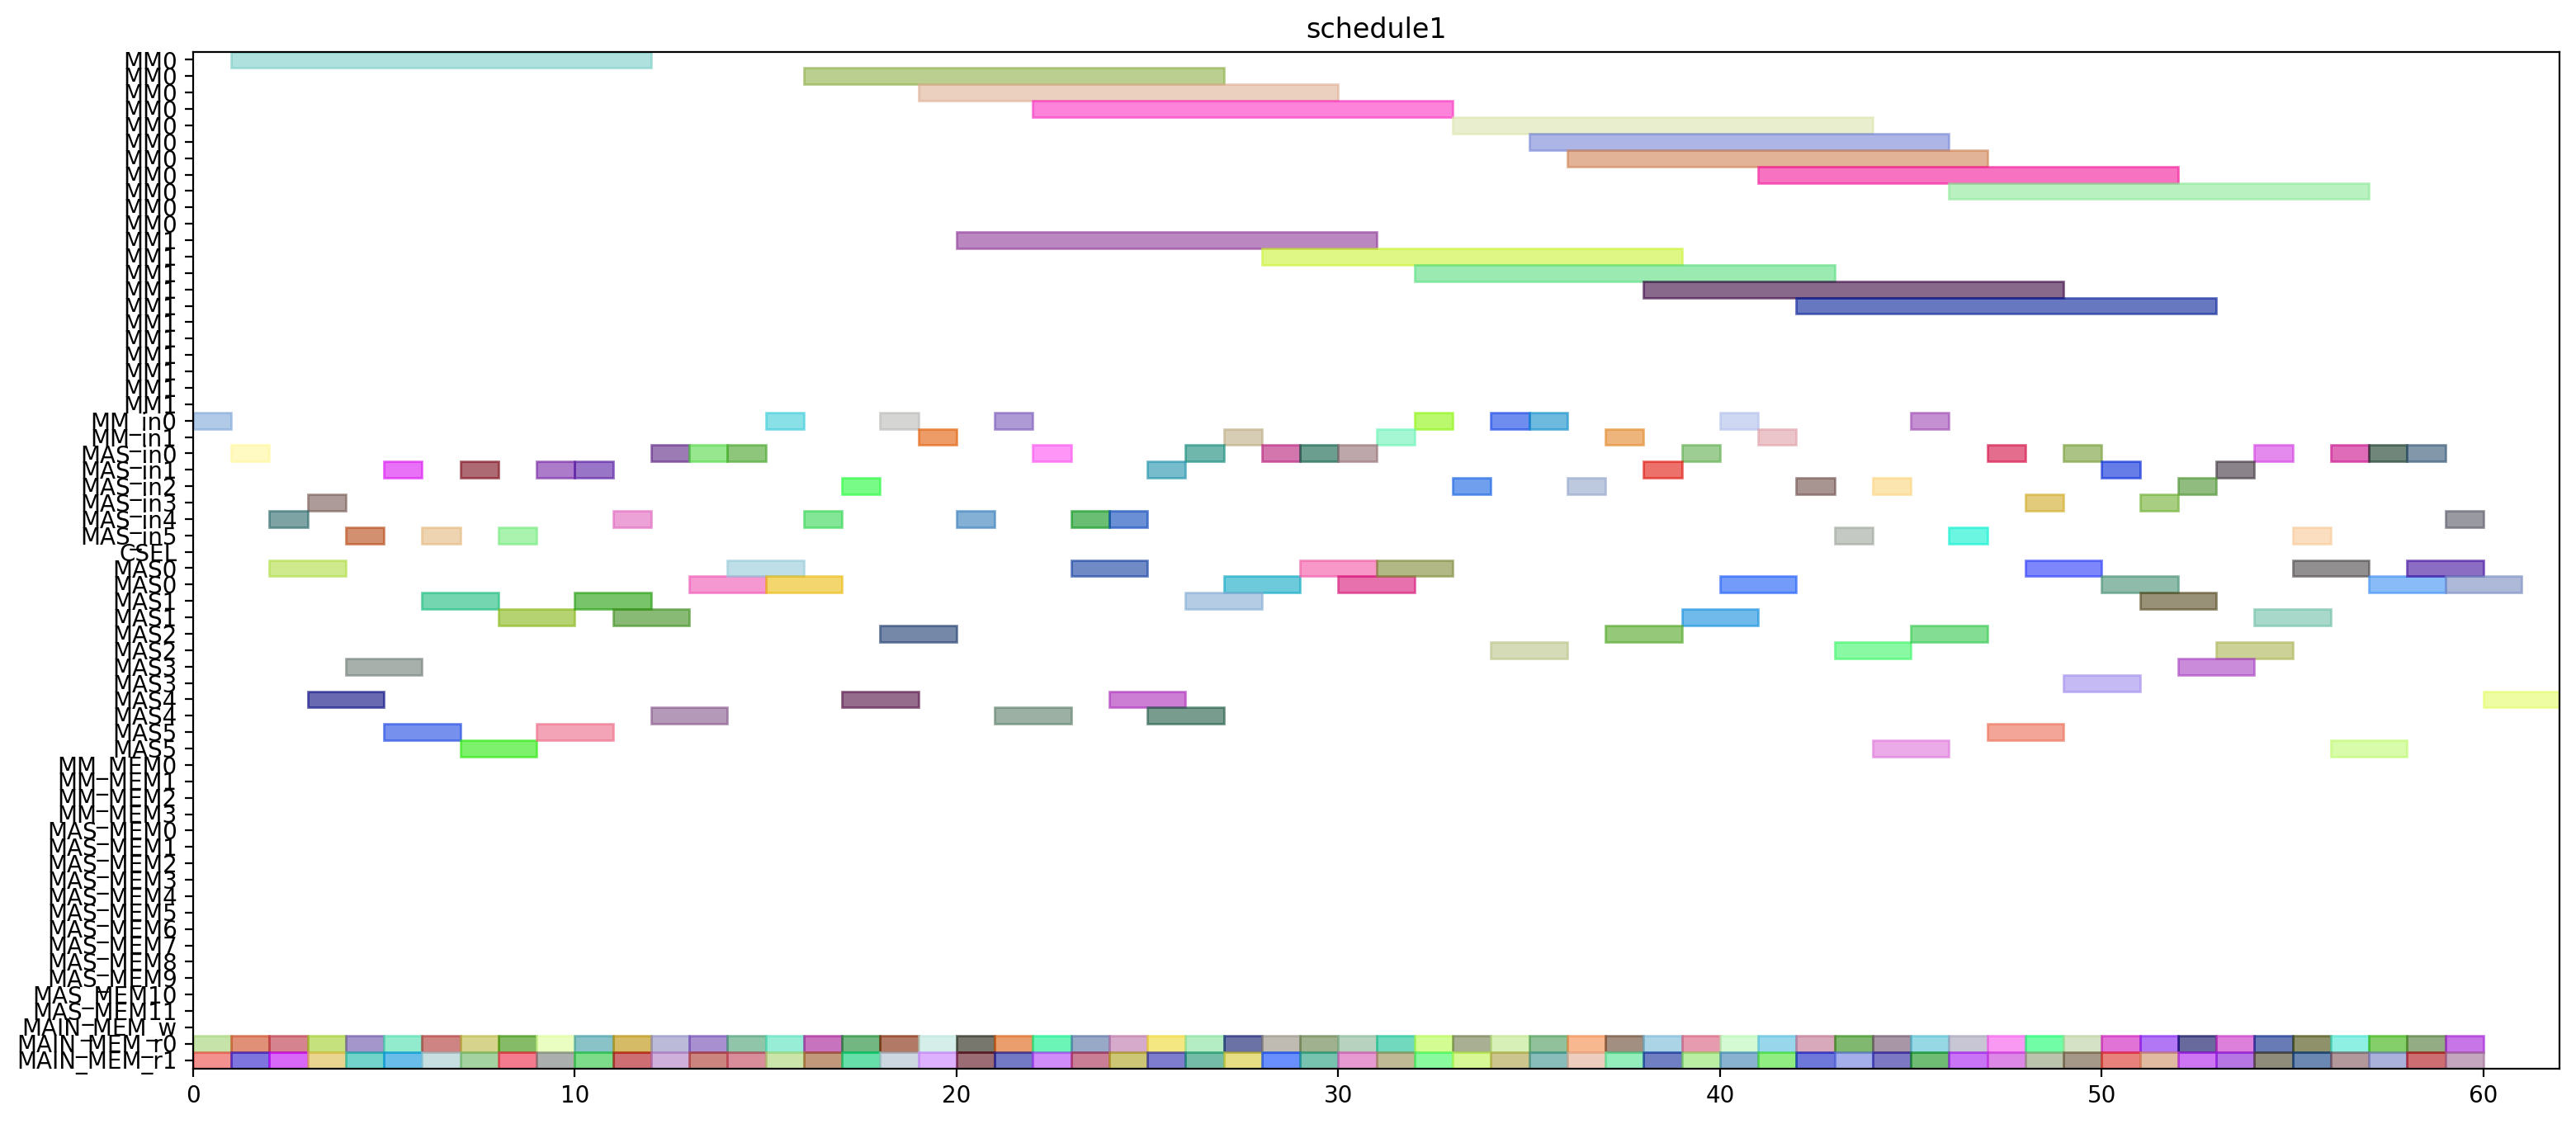 schedule1
MM0
MM0
MM0
MM0
MM0
MM0
MM0
MM0
MM0
MM0
MM0
MM1
MM1
MM1
MM1
MM1
MM1
MM1
MM1
MM1
MM1
MM1
MM_in0
MM_in1
MAS_in0
MAS_in1
MAS_in2
MAS_in3
MAS_in4
MAS_in5
CSEL
MAS0
MAS0
MAS1
MAS1
MAS2
MAS2
MAS3
MAS3
MAS4
MAS4
MAS5
MAS5
MM_MEM0
MM_MEM1
MM_MEM2
MM_MEM3
MAS_MEM0
MAS_MEM1
MAS_MEM2
MAS_MEM3
MAS_MEM4
MAS_MEM5
MAS_MEM6
MAS_MEM7
MAS_MEM8
MAS_MEM9
MAS_MEM10
MAS_MEM11
MAIN_MEM_w
MAIN_MEM_r0
MAIN_MEM_r1
0 10 20 30 40 50 60